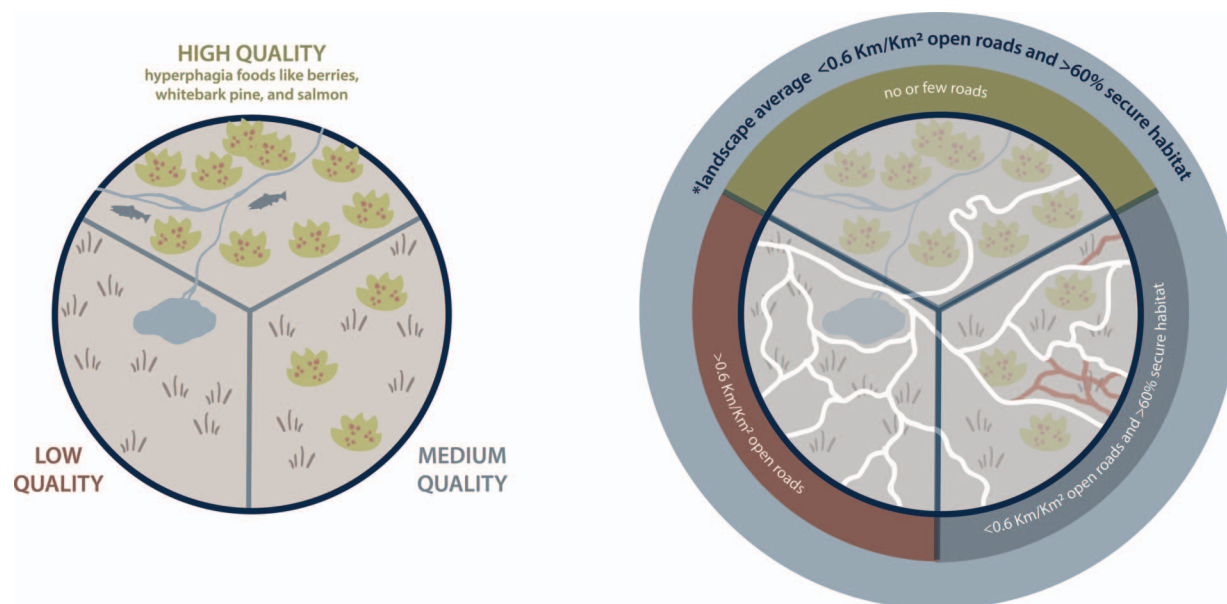 HIGH QUALITY
hyperphagia foods like berries,
whitebark pine, and salmon
LOW
QUALITY
MEDIUM
QUALITY
*landscape average <0.6 Km/Km² open roads and >60% secure habitat
no or few roads
<0.6 Km/Km² open roads
<0.6 Km/Km² open roads and >60% secure habitat